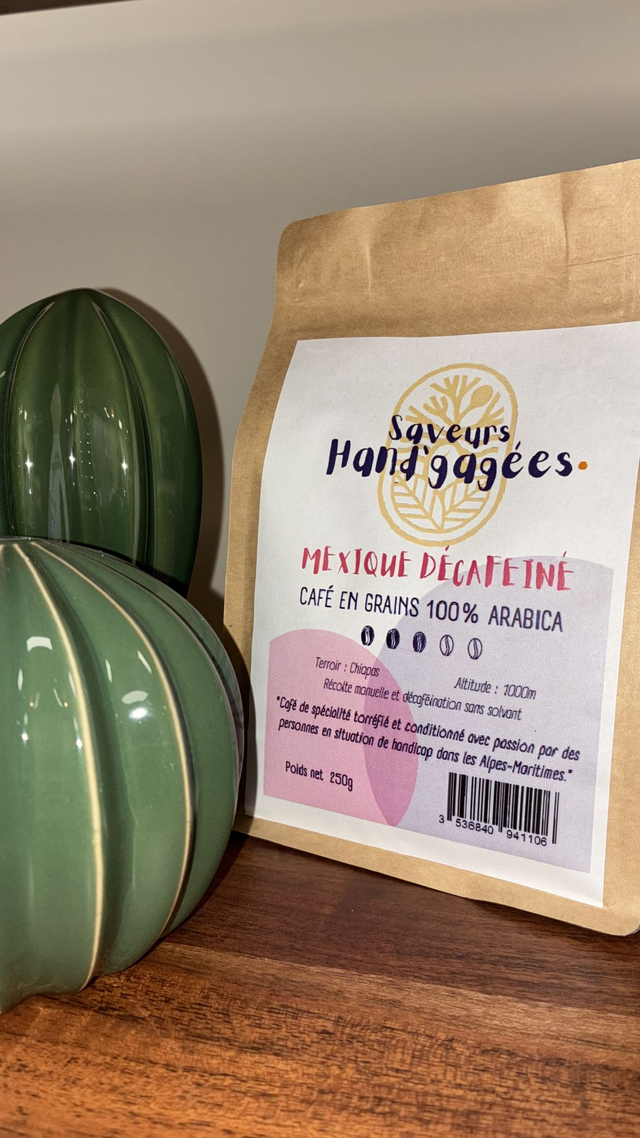 Saveurs
Hand'gagées.
MEXIQUE DÉCAFEINÉ
CAFÉ EN GRAINS 100% ARABICA
Terroir : Chiapas
Altitude : 1000m
Récolte manuelle et décaféination sans solvant
"Café de spécialité torréfié et conditionné avec passion par des
personnes en situation de handicap dans les Alpes-Maritimes."
Poids net 250g
3 536840 941106